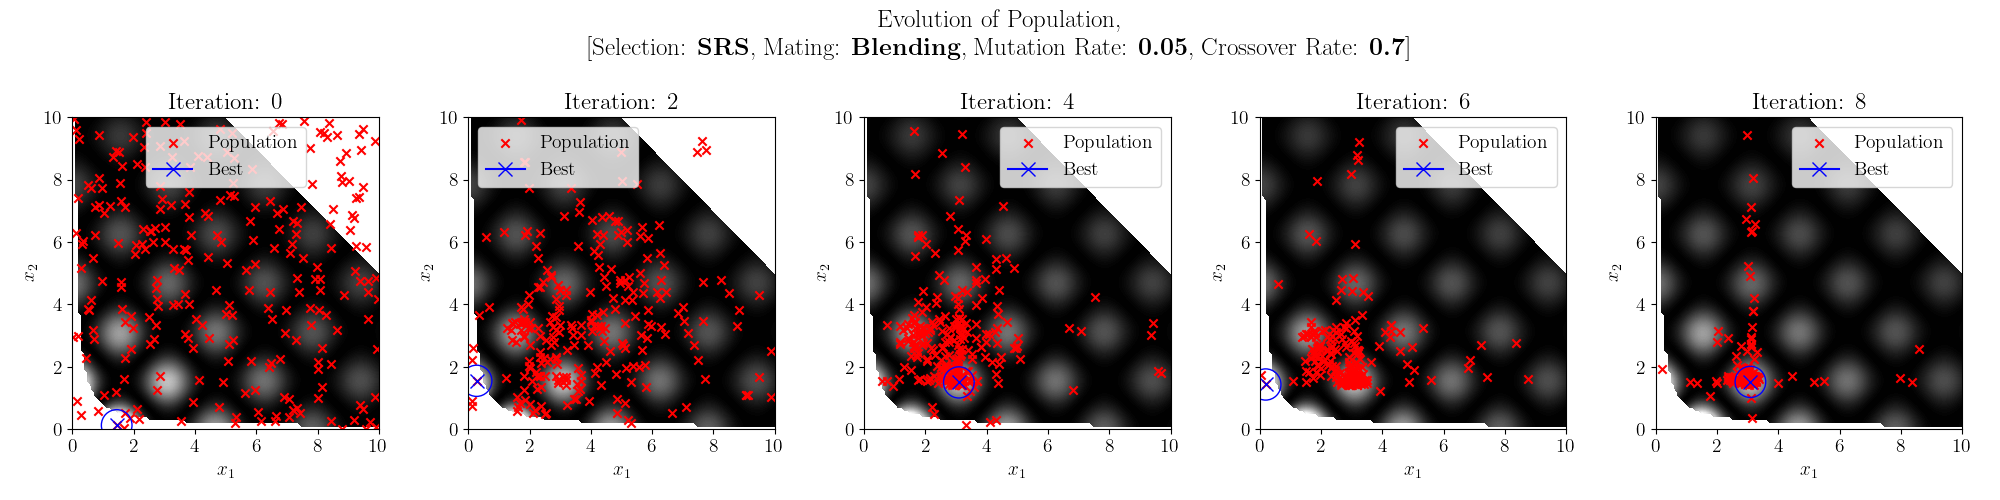 Evolution of Population,
[Selection: SRS, Mating: Blending, Mutation Rate: 0.05, Crossover Rate: 0.7]
Iteration: 0
10
8
6
4
2
0
x2
Population
Best
0 2 4 6 8 10
x1
Iteration: 2
10
8
6
4
2
0
x2
Population
Best
0 2 4 6 8 10
x1
Iteration: 4
10
8
6
4
2
0
x2
Population
Best
0 2 4 6 8 10
x1
Iteration: 6
10
8
6
4
2
0
x2
Population
Best
0 2 4 6 8 10
x1
Iteration: 8
10
8
6
4
2
0
x2
Population
Best
0 2 4 6 8 10
x1